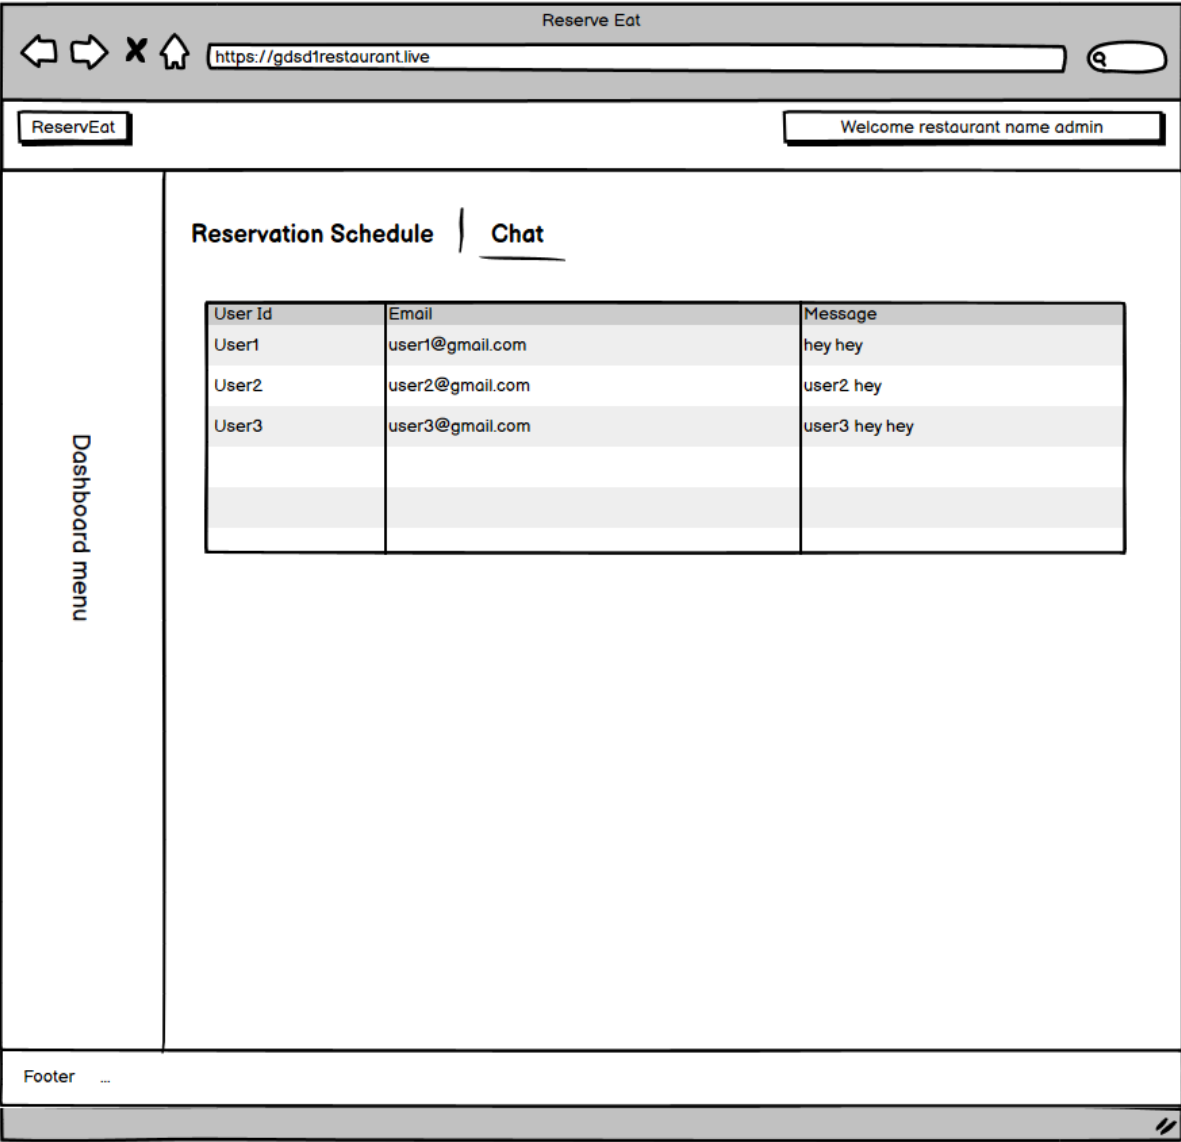 Reserve Eat
https://gdsd1restaurant.live
ReservEat
Welcome restaurant name admin
Reservation Schedule
Chat
User Id Email Message
User1 user1@gmail.com hey hey
User2 user2@gmail.com user2 hey
User3 user3@gmail.com user3 hey hey
Dashboard menu
Footer ...